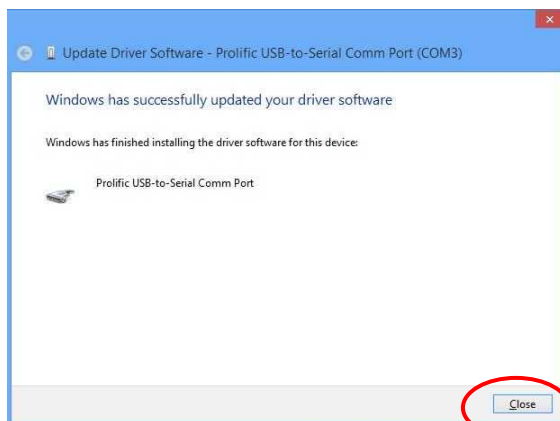 Update Driver Software - Prolific USB-to-Serial Comm Port (COM3)
Windows has successfully updated your driver software
Windows has finished installing the driver software for this device:
Prolific USB-to-Serial Comm Port
Close